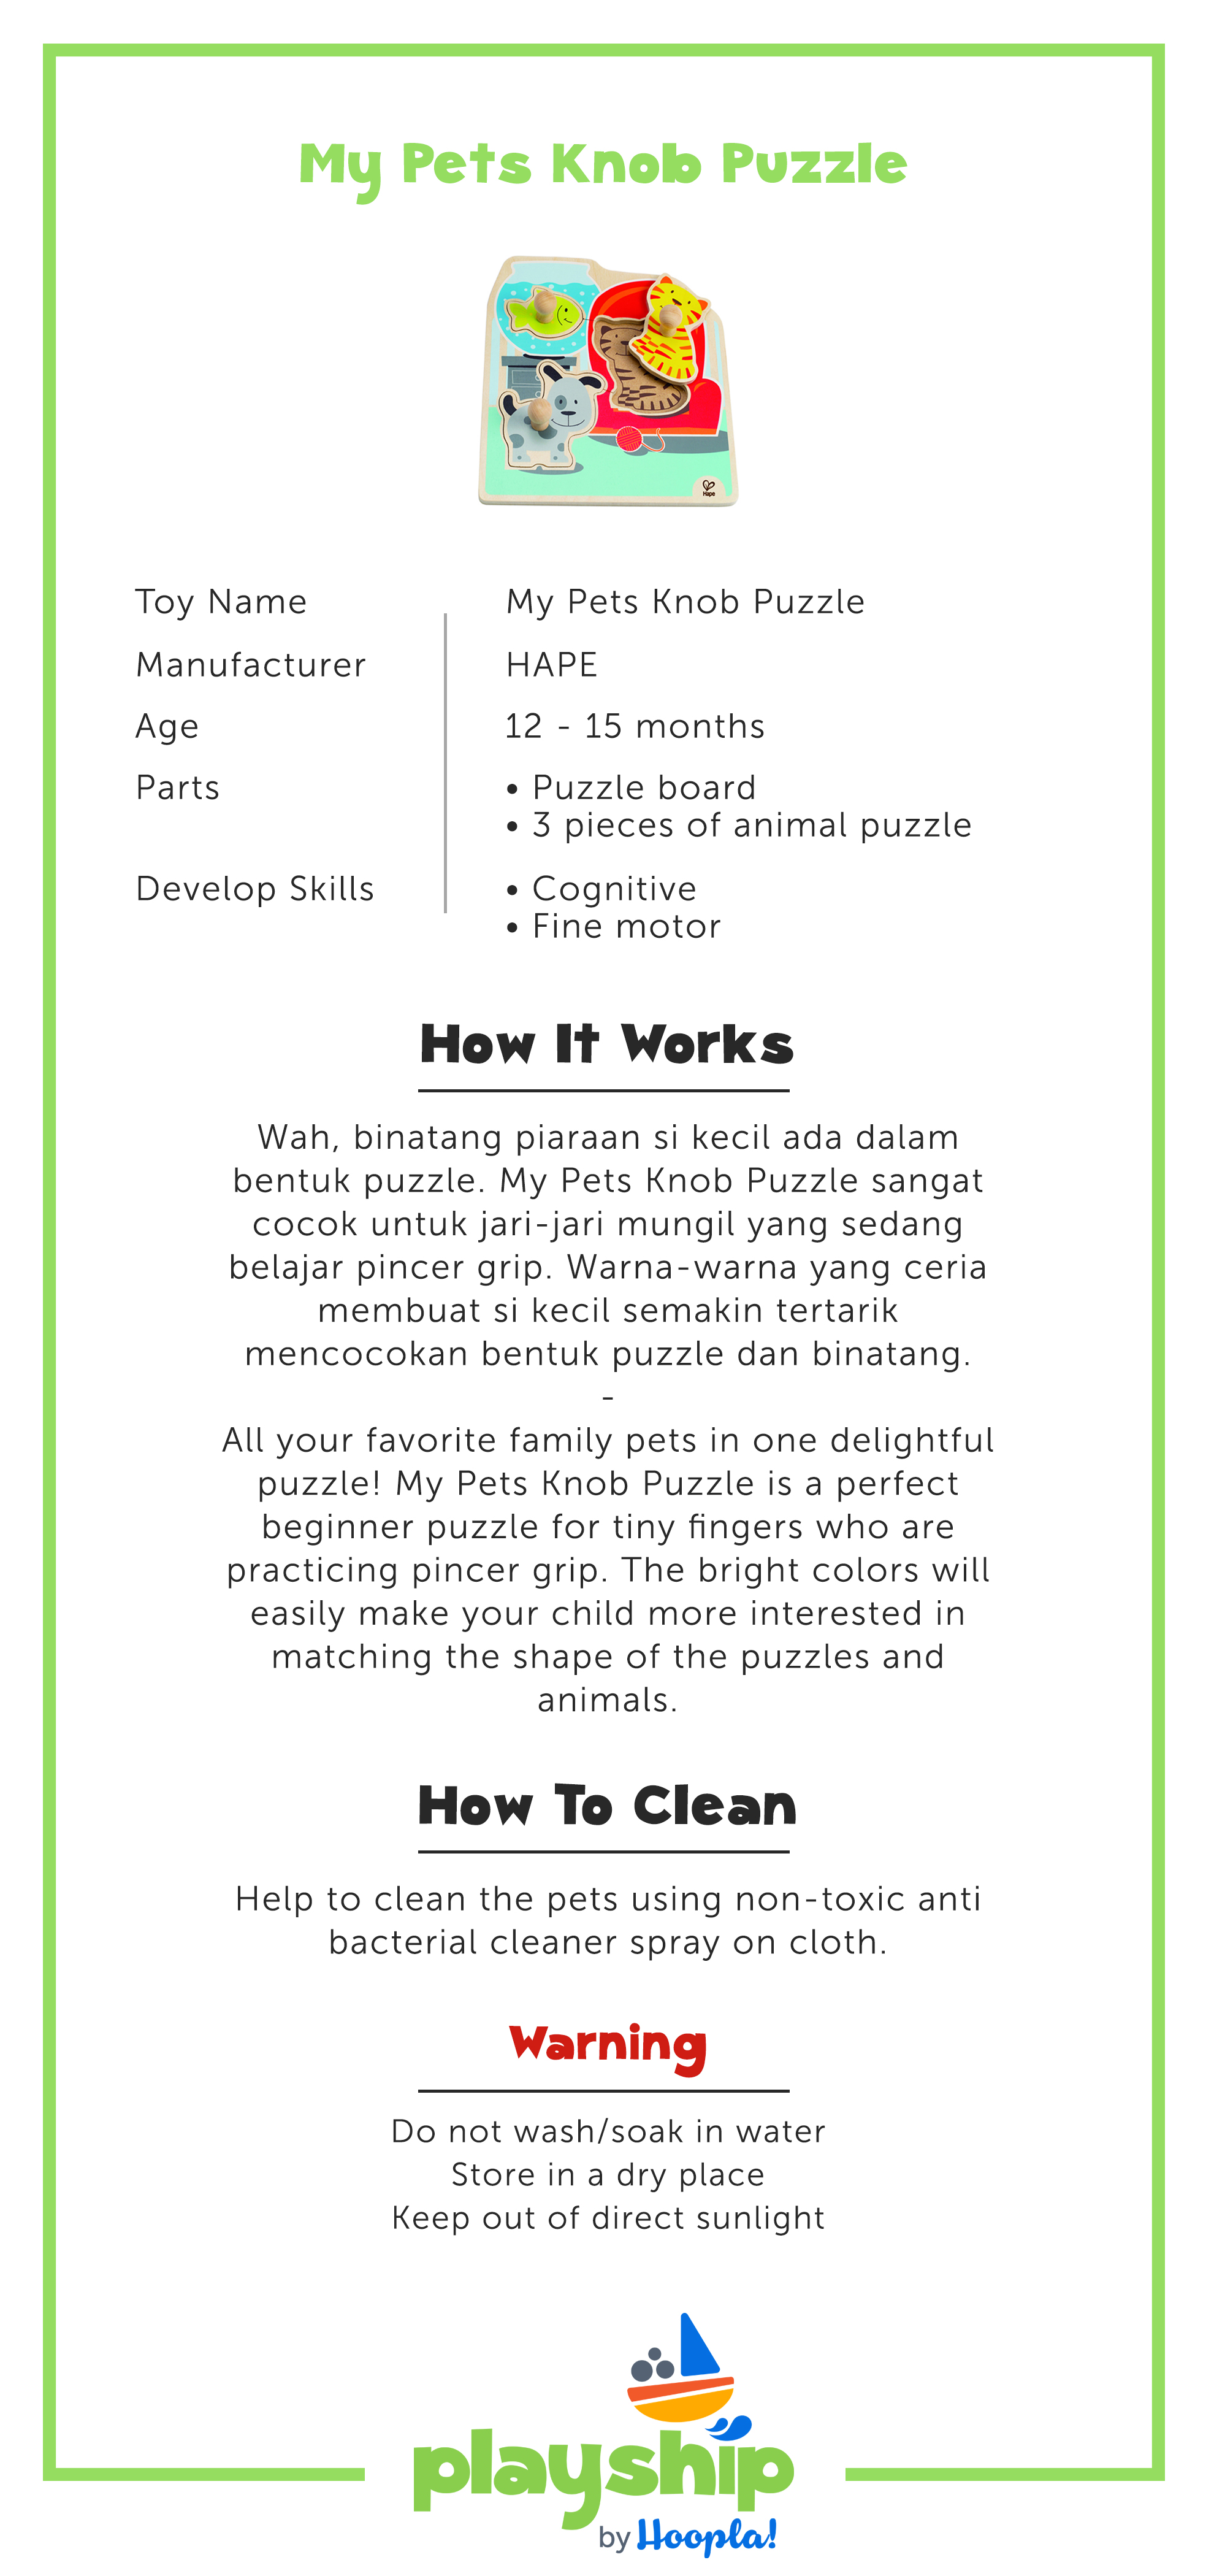 My Pets Knob Puzzle
Hape
Toy Name
My Pets Knob Puzzle
Manufacturer
HAPE
Age
12 - 15 months
Parts
• Puzzle board
• 3 pieces of animal puzzle
Develop Skills
• Cognitive
• Fine motor
How It Works
Wah, binatang piaraan si kecil ada dalam
bentuk puzzle. My Pets Knob Puzzle sangat
cocok untuk jari-jari mungil yang sedang
belajar pincer grip. Warna-warna yang ceria
membuat si kecil semakin tertarik
mencocokan bentuk puzzle dan binatang.
-
All your favorite family pets in one delightful
puzzle! My Pets Knob Puzzle is a perfect
beginner puzzle for tiny fingers who are
practicing pincer grip. The bright colors will
easily make your child more interested in
matching the shape of the puzzles and
animals.
How To Clean
Help to clean the pets using non-toxic anti
bacterial cleaner spray on cloth.
Warning
Do not wash/soak in water
Store in a dry place
Keep out of direct sunlight
playship
by Hoopla!